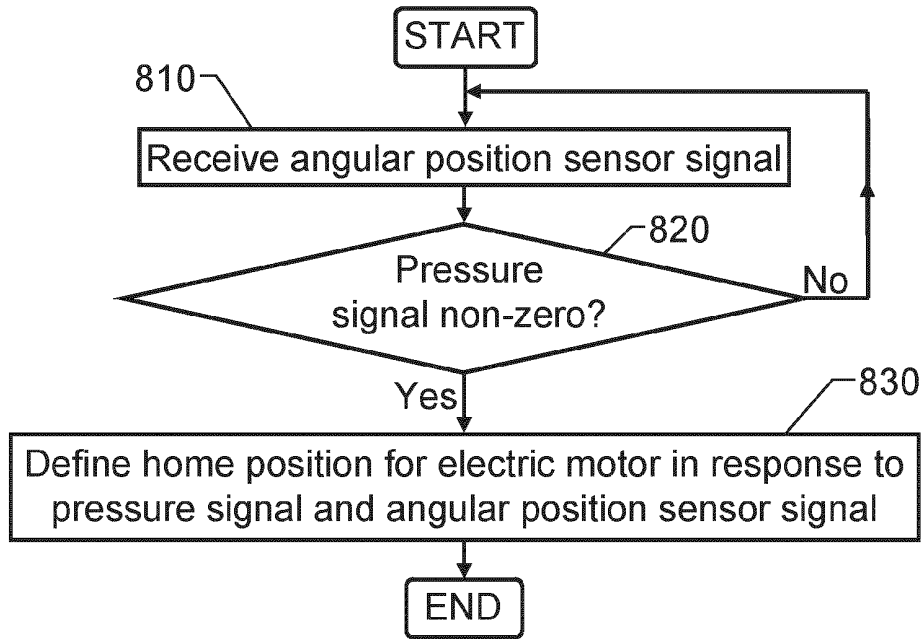 START
810
Receive angular position sensor signal
820
Pressure
signal non-zero?
No
Yes
830
Define home position for electric motor in response to
pressure signal and angular position sensor signal
END